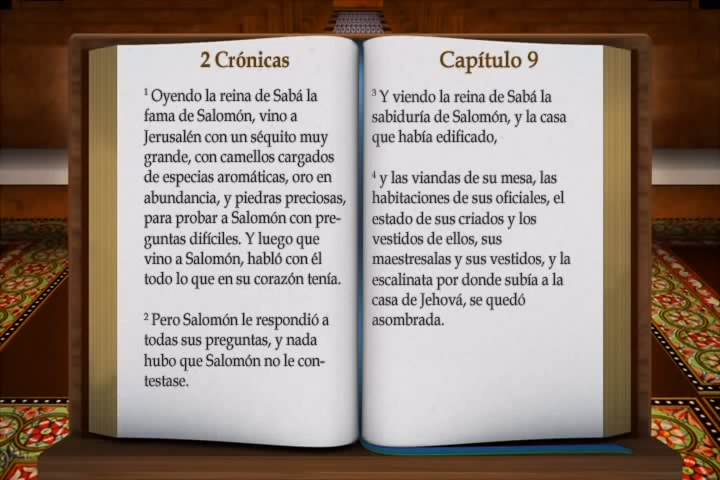 2 Crónicas
1 Oyendo la reina de Sabá la
fama de Salomón, vino a
Jerusalén con un séquito muy
grande, con camellos cargados
de especias aromáticas, oro en
abundancia, y piedras preciosas,
para probar a Salomón con pre-
guntas difíciles. Y luego que
vino a Salomón, habló con él
todo lo que en su corazón tenía.
2 Pero Salomón le respondió a
todas sus preguntas, y nada
hubo que Salomón no le con-
testase.
Capítulo 9
3 Y viendo la reina de Sabá la
sabiduría de Salomón, y la casa
que había edificado,
4 y las viandas de su mesa, las
habitaciones de sus oficiales, el
estado de sus criados y los
vestidos de ellos, sus
maestresalas y sus vestidos, y la
escalinata por donde subía a la
casa de Jehová, se quedó
asombrada.